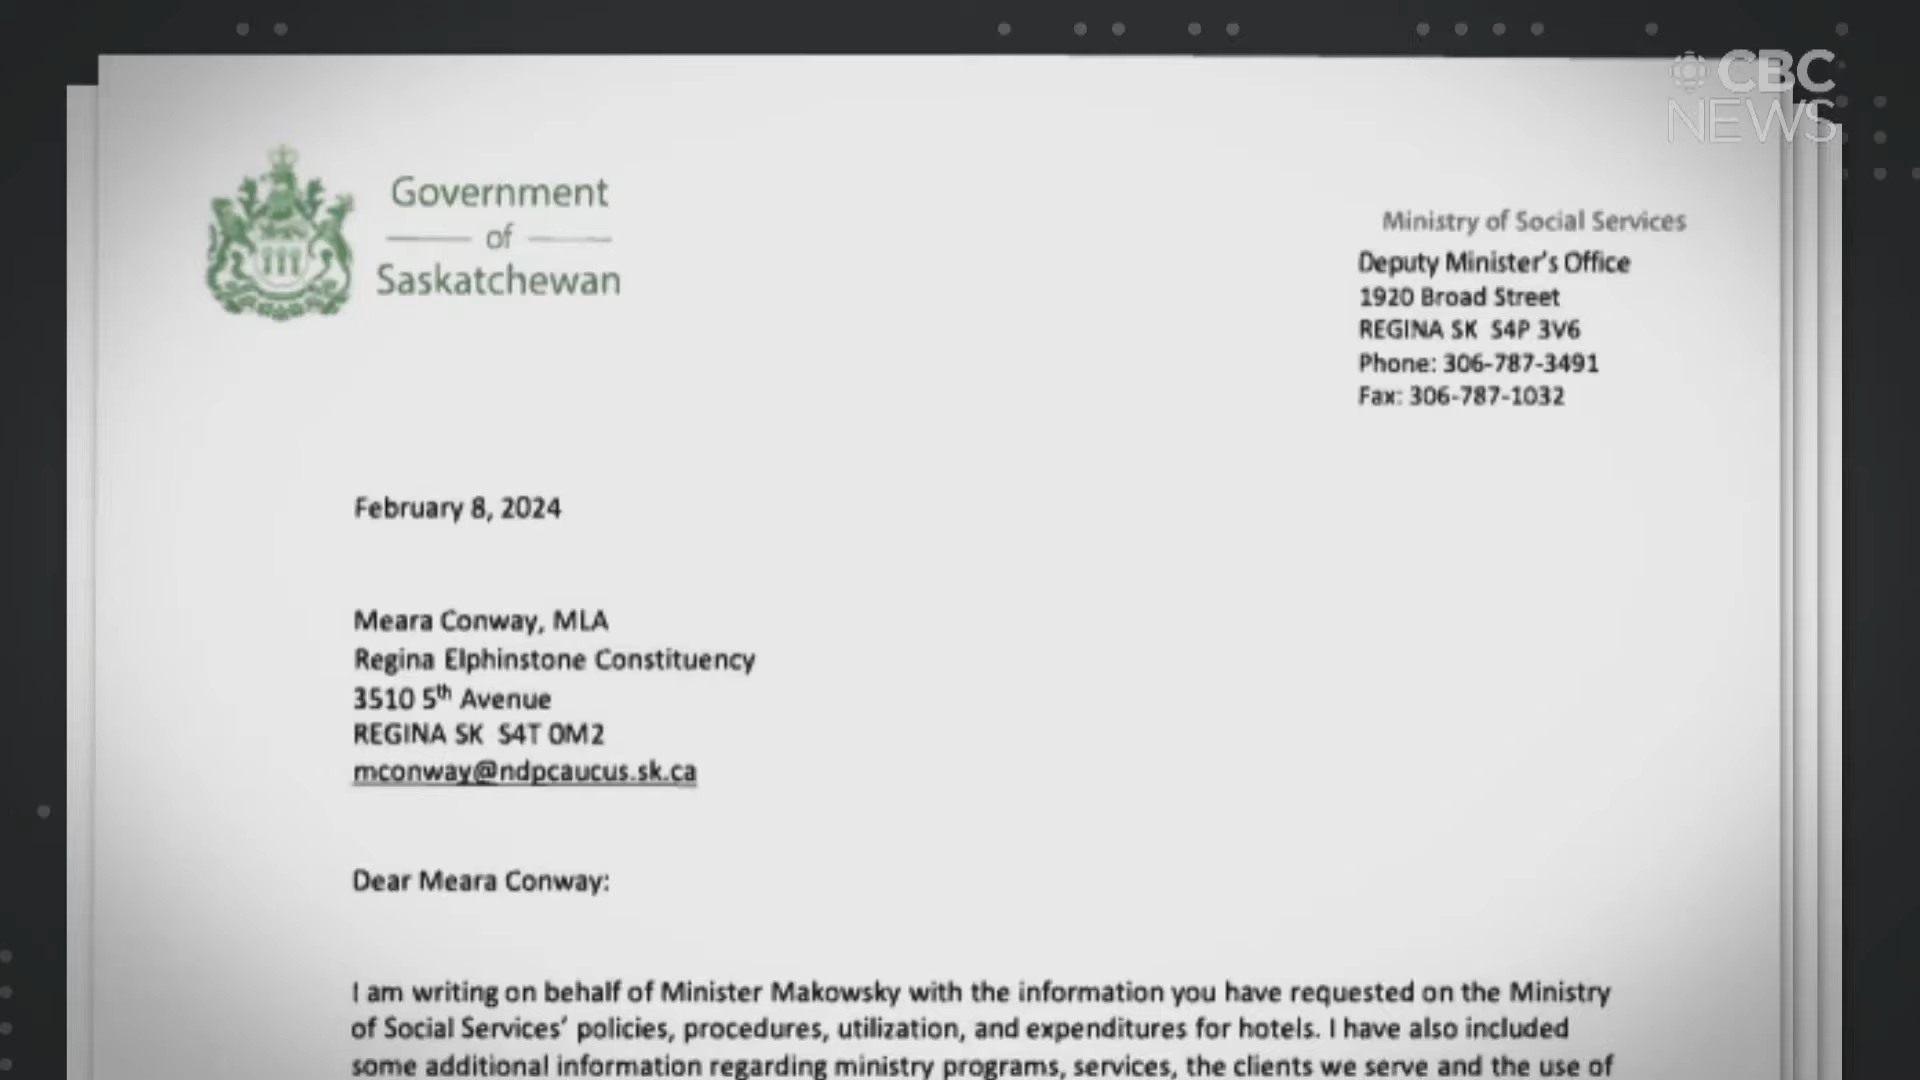 CBC
NEWS
Government
of
Saskatchewan
Ministry of Social Services
Deputy Minister's Office
1920 Broad Street
REGINA SK S4P 3V6
Phone: 306-787-3491
Fax: 306-787-1032
February 8, 2024
Meara Conway, MLA
Regina Elphinstone Constituency
3510 5th Avenue
REGINA SK S4T 0M2
mconway@ndpcaucus.sk.ca
Dear Meara Conway:
I am writing on behalf of Minister Makowsky with the information you have requested on the Ministry
of Social Services' policies, procedures, utilization, and expenditures for hotels. I have also included
some additional information regarding ministry programs, services, the clients we serve and the use of